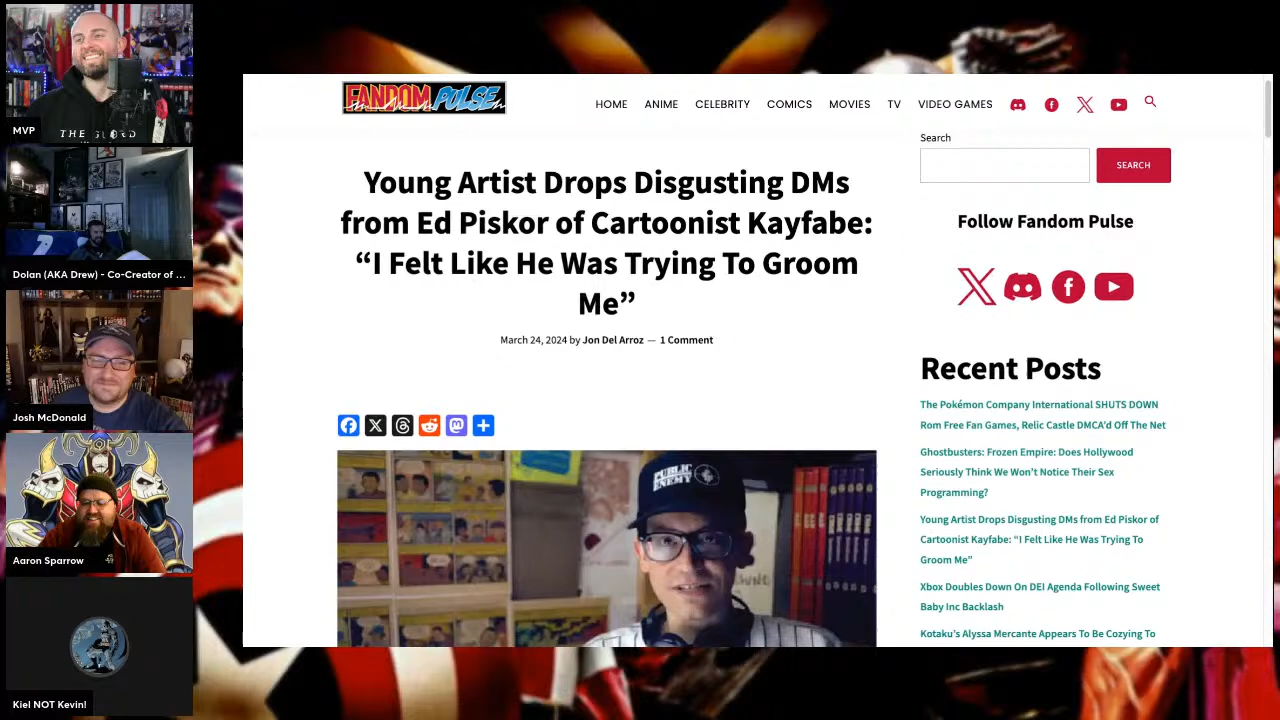 MVP
THE
Dolan (AKA Drew) - Co-Creator of ...
Josh McDonald
Aaron Sparrow
Kiel NOT Kevin!
FANDOM PULSE
HOME ANIME CELEBRITY COMICS MOVIES TV VIDEO GAMES
Young Artist Drops Disgusting DMs
from Ed Piskor of Cartoonist Kayfabe:
“I Felt Like He Was Trying To Groom
Me”
March 24, 2024 by Jon Del Arroz — 1 Comment
PUBLIC
ENEMY
Search
SEARCH
Follow Fandom Pulse
Recent Posts
The Pokémon Company International SHUTS DOWN
Rom Free Fan Games, Relic Castle DMCA’d Off The Net
Ghostbusters: Frozen Empire: Does Hollywood
Seriously Think We Won’t Notice Their Sex
Programming?
Young Artist Drops Disgusting DMs from Ed Piskor of
Cartoonist Kayfabe: “I Felt Like He Was Trying To
Groom Me”
Xbox Doubles Down On DEI Agenda Following Sweet
Baby Inc Backlash
Kotaku’s Alyssa Mercante Appears To Be Cozying To